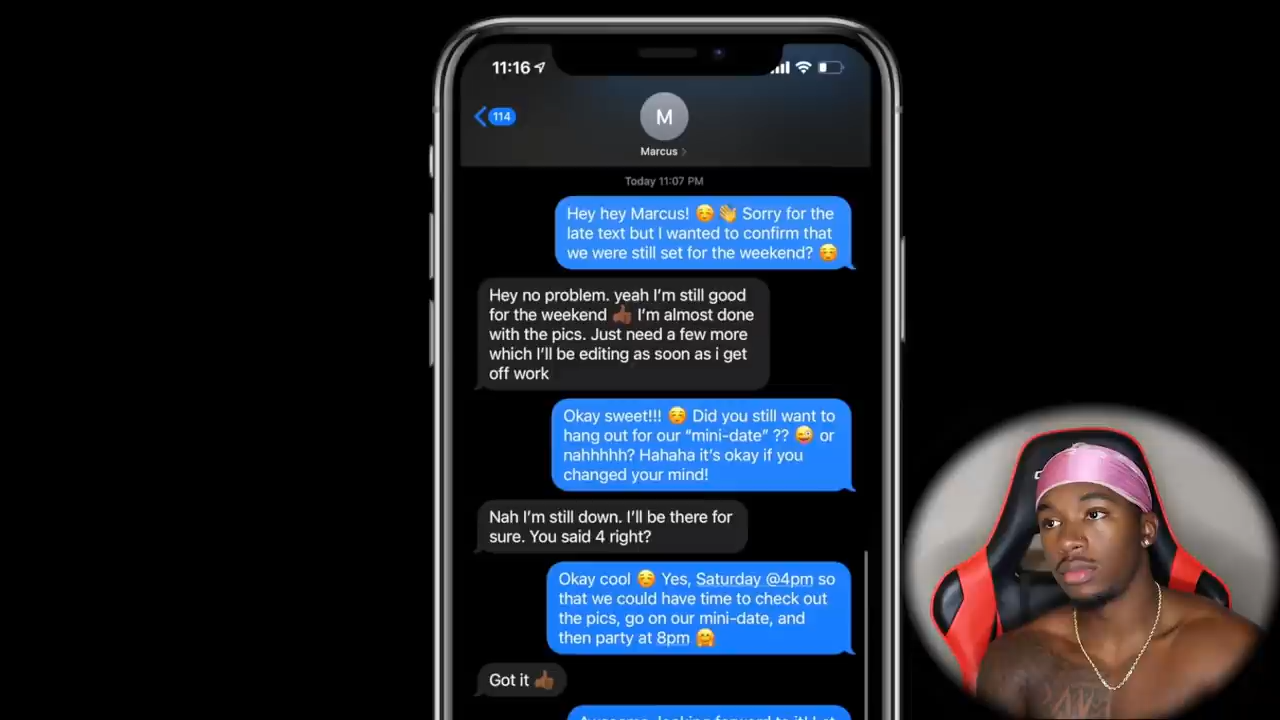 11:16
114
M
Marcus
Today 11:07 PM
Hey hey Marcus! ☺️ 👋 Sorry for the
late text but I wanted to confirm that
we were still set for the weekend? ☺️
Hey no problem. yeah I’m still good
for the weekend 👍🏾 I’m almost done
with the pics. Just need a few more
which I’ll be editing as soon as i get
off work
Okay sweet!!! ☺️ Did you still want to
hang out for our “mini-date” ?? 😜 or
nahhhhh? Hahaha it’s okay if you
changed your mind!
Nah I’m still down. I’ll be there for
sure. You said 4 right?
Okay cool ☺️ Yes, Saturday @4pm so
that we could have time to check out
the pics, go on our mini-date, and
then party at 8pm 🤗
Got it 👍🏾
Awesome, looking forward to it! Let